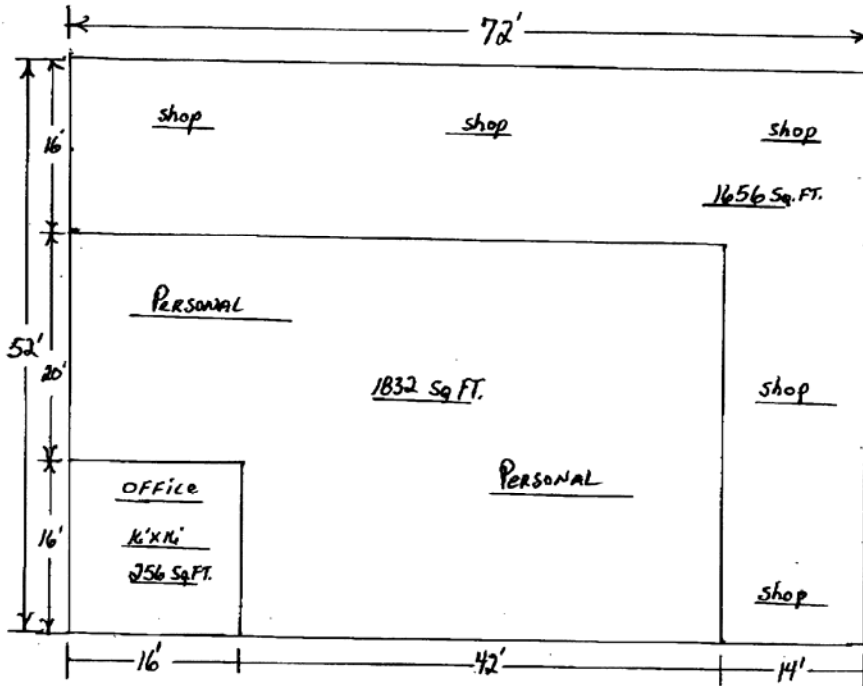 72'
shop
shop
shop
16'
1656 Sq. FT.
PERSONAL
52'
20'
1832 Sq FT.
shop
PERSONAL
OFFICE
16'X16'
256 Sq FT.
16'
shop
16'
42'
14'